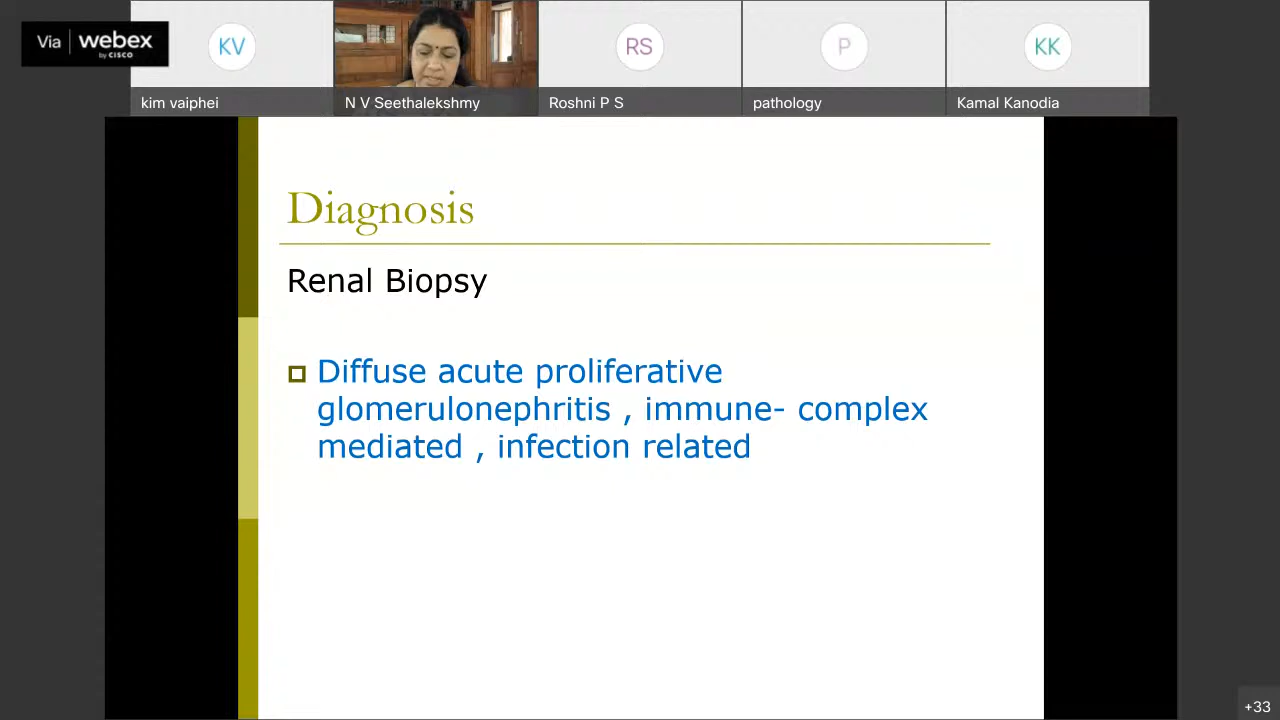 Via webex
by CISCO
KV
RS
P
KK
kim vaiphei
N V Seethalekshmy
Roshni P S
pathology
Kamal Kanodia
Diagnosis
Renal Biopsy
Diffuse acute proliferative
glomerulonephritis , immune- complex
mediated , infection related
+33